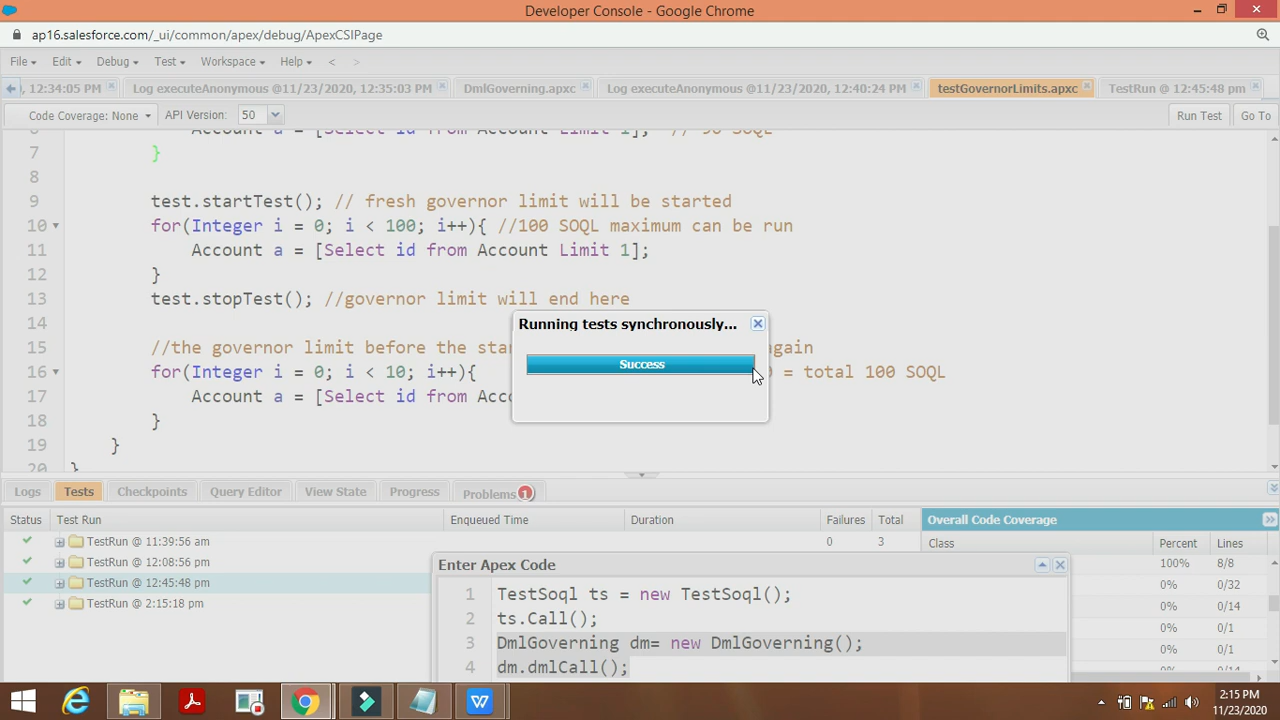 Developer Console - Google Chrome
ap16.salesforce.com/_ui/common/apex/debug/ApexCSIPage
File Edit Debug Test Workspace Help < >
, 12:34:05 PM Log executeAnonymous @11/23/2020, 12:35:03 PM DmlGoverning.apxc Log executeAnonymous @11/23/2020, 12:40:24 PM testGovernorLimits.apxc TestRun @ 12:45:48 pm
Code Coverage: None API Version: 50 Run Test Go To
6 Account a = [Select id from Account Limit 1]; // 90 SOQL
7 }
8
9 test.startTest(); // fresh governor limit will be started
10 for(Integer i = 0; i < 100; i++){ //100 SOQL maximum can be run
11 Account a = [Select id from Account Limit 1];
12 }
13 test.stopTest(); //governor limit will end here
14
Running tests synchronously...
15 //the governor limit before the star again
Success
16 for(Integer i = 0; i < 10; i++){ = total 100 SOQL
17 Account a = [Select id from Acc
18 }
19 }
20 }
Logs Tests Checkpoints Query Editor View State Progress Problems 1
Status Test Run Enqueued Time Duration Failures Total Overall Code Coverage
TestRun @ 11:39:56 am 0 3 Class Percent Lines
TestRun @ 12:08:56 pm 100% 8/8
TestRun @ 12:45:48 pm 0% 0/32
TestRun @ 2:15:18 pm 0% 0/14
0% 0/1
0% 0/1
0% 0/14
Enter Apex Code
1 TestSoql ts = new TestSoql();
2 ts.Call();
3 DmlGoverning dm= new DmlGoverning();
4 dm.dmlCall();
2:15 PM
11/23/2020